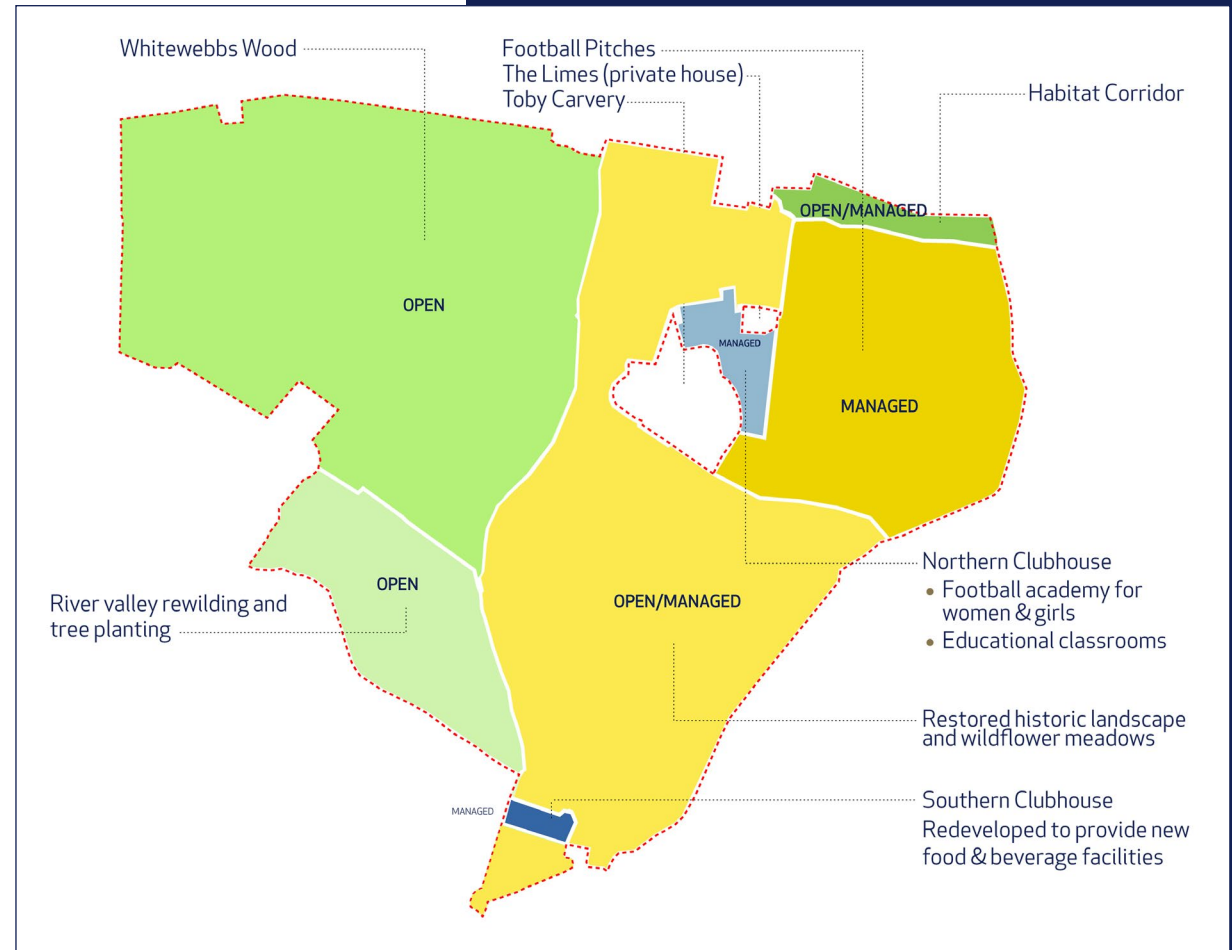 Whitewebbs Wood
Football Pitches
The Limes (private house)
Toby Carvery
Habitat Corridor
OPEN/MANAGED
OPEN
MANAGED
MANAGED
OPEN
OPEN/MANAGED
River valley rewilding and
tree planting
Northern Clubhouse
• Football academy for
women & girls
• Educational classrooms
Restored historic landscape
and wildflower meadows
MANAGED
Southern Clubhouse
Redeveloped to provide new
food & beverage facilities